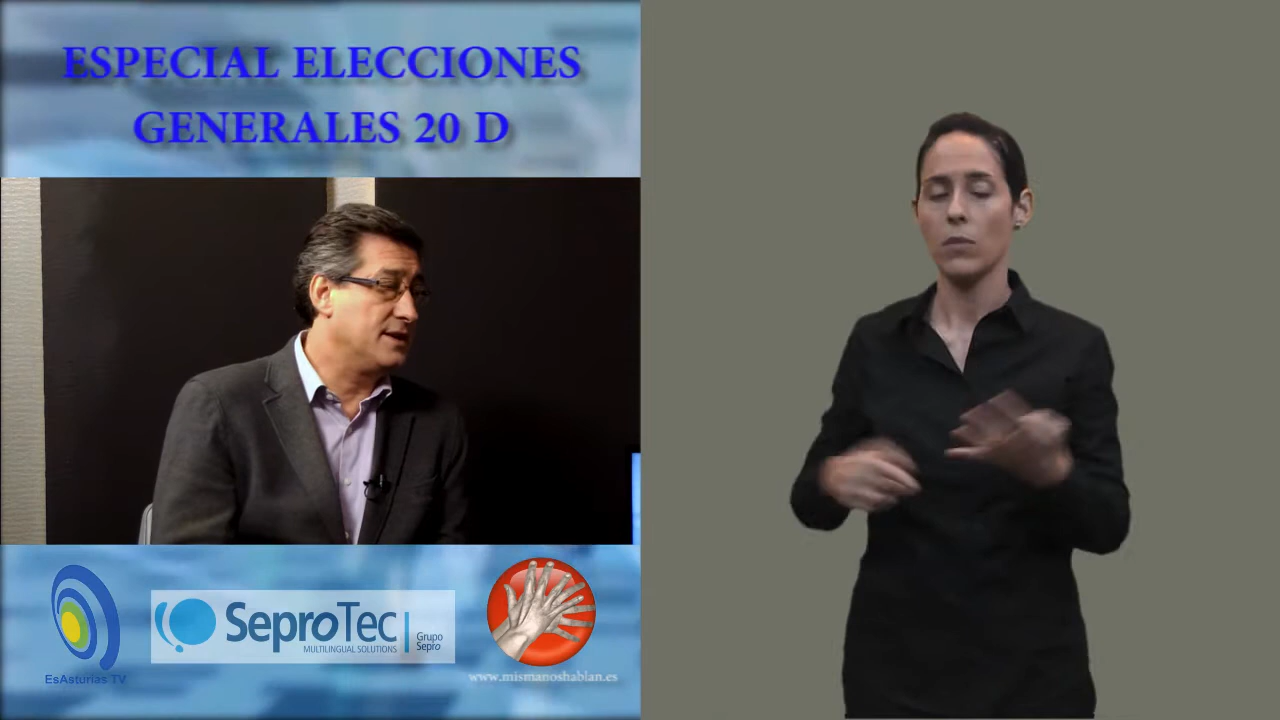 ESPECIAL ELECCIONES
GENERALES 20 D
EsAsturias TV
SeproTec
MULTILINGUAL SOLUTIONS
Grupo
Sepro
www.mismanoshablan.es